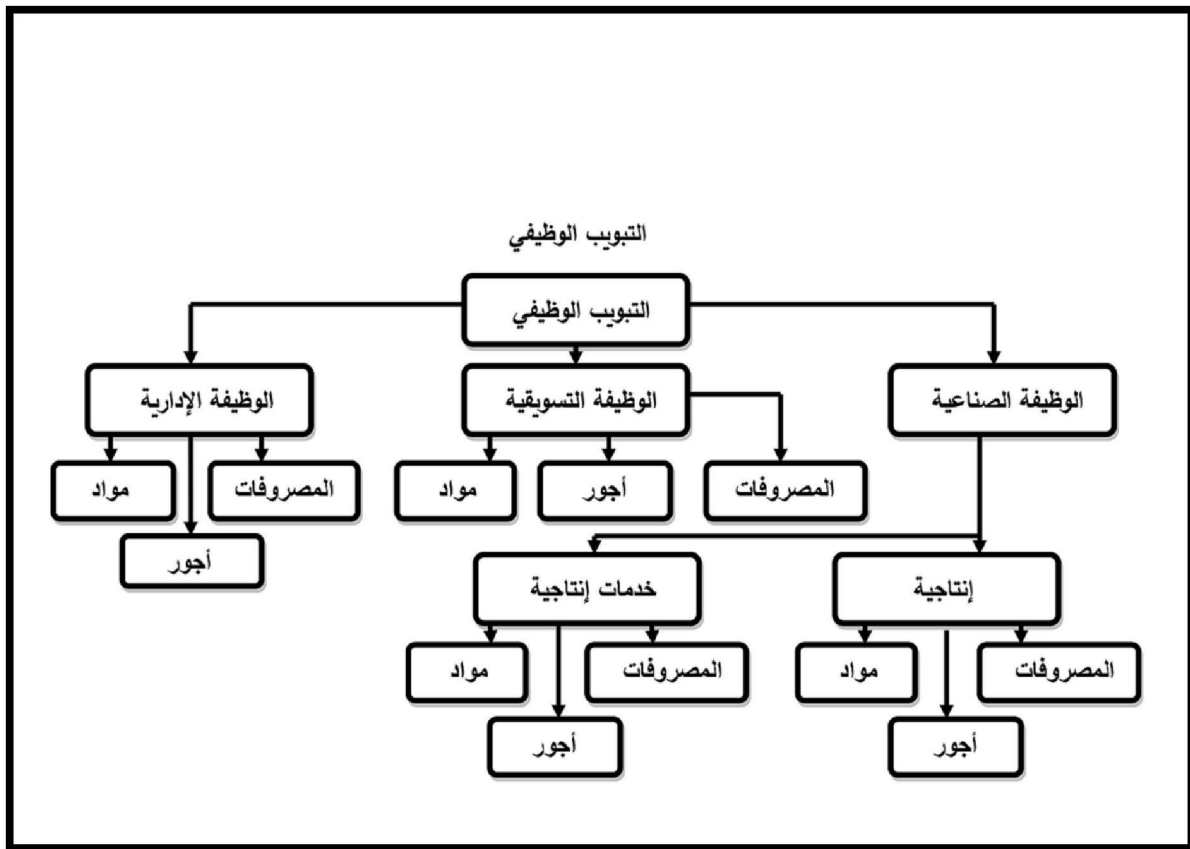 التبويب الوظيفي
التبويب الوظيفي
الوظيفة الصناعية
الوظيفة التسويقية
الوظيفة الإدارية
المصروفات
أجور
مواد
المصروفات
مواد
أجور
إنتاجية
خدمات إنتاجية
المصروفات
مواد
المصروفات
مواد
أجور
أجور